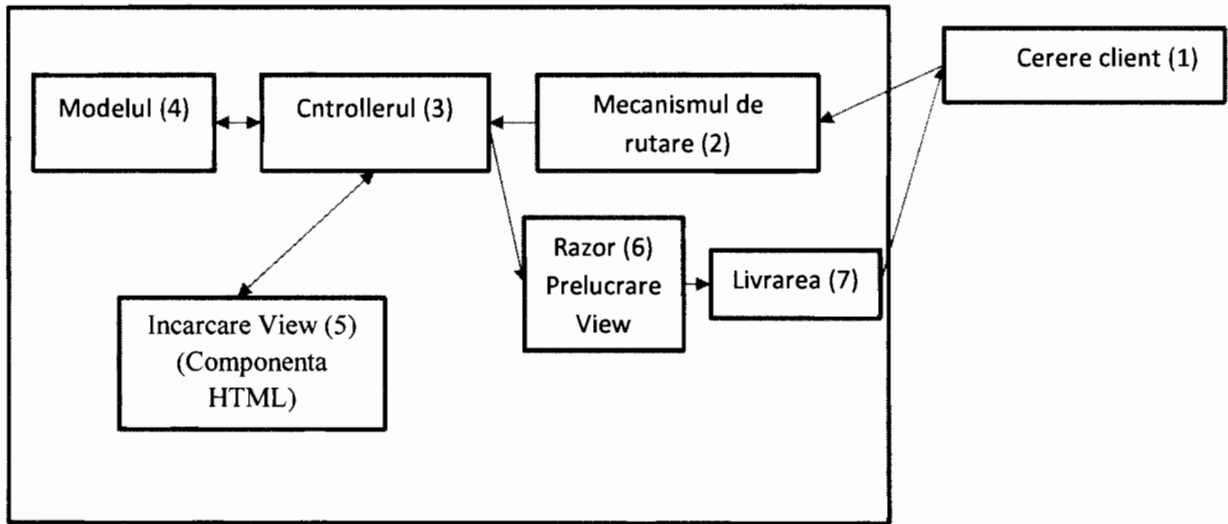 Cerere client (1)
Modelul (4)
Cntrollerul (3)
Mecanismul de
rutare (2)
Razor (6)
Prelucrare
View
Livrarea (7)
Incarcare View (5)
(Componenta
HTML)